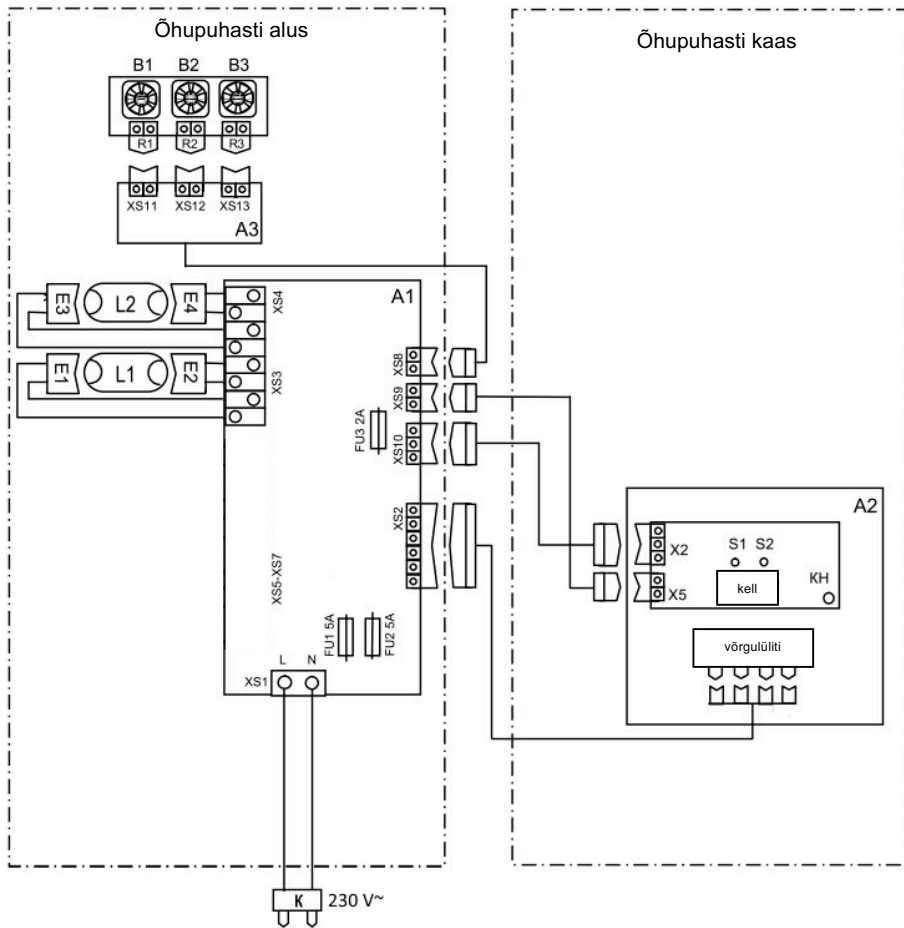 Õhupuhasti alus
Õhupuhasti kaas
B1 B2 B3
R1 R2 R3
XS11 XS12 XS13
A3
E3 L2 E4
XS4
A1
E1 L1 E2
XS3
XS8
XS9
FU3 2A
XS10
XS2
XS5-XS7
FU1 5A
FU2 5A
L N
XS1
K 230 V~
A2
X2
S1 S2
X5
kell
KH
võrgulüliti